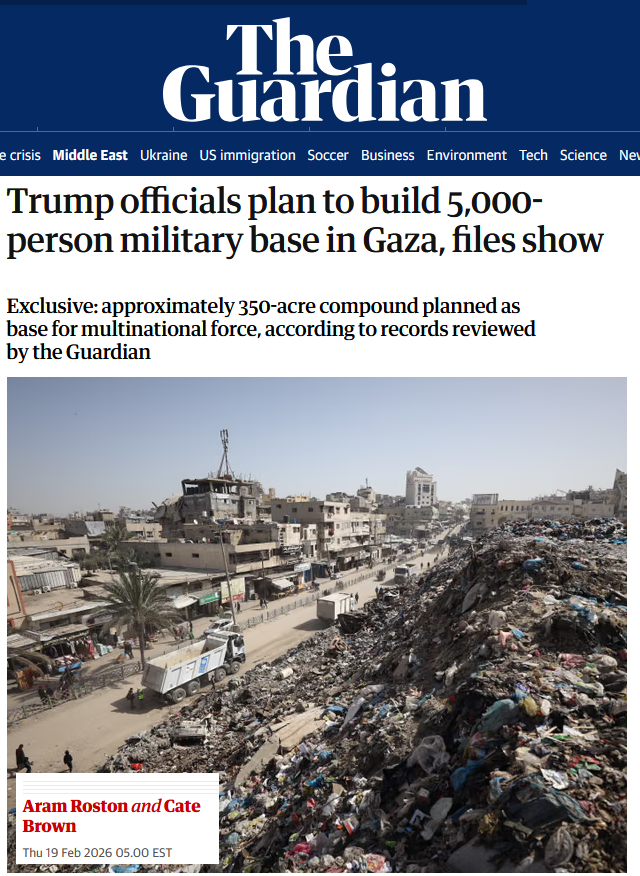 The
Guardian
e crisis Middle East Ukraine US immigration Soccer Business Environment Tech Science Nev
Trump officials plan to build 5,000-
person military base in Gaza, files show
Exclusive: approximately 350-acre compound planned as
base for multinational force, according to records reviewed
by the Guardian
Aram Roston and Cate
Brown
Thu 19 Feb 2026 05.00 EST